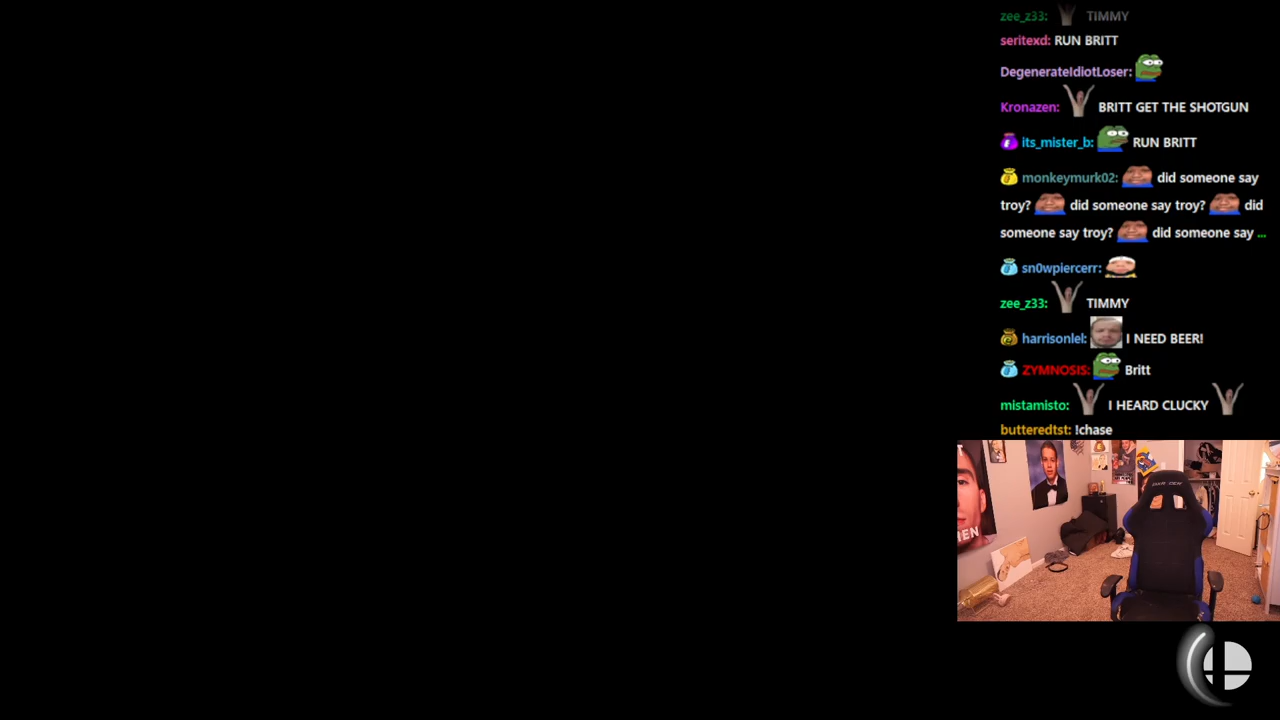 zee_z33: TIMMY
seritexd: RUN BRITT
DegenerateIdiotLoser:
Kronazen: BRITT GET THE SHOTGUN
its_mister_b: RUN BRITT
monkeymurk02: did someone say
troy? did someone say troy? did
someone say troy? did someone say ...
sn0wpiercerr:
zee_z33: TIMMY
harrisonlel: I NEED BEER!
ZYMNOSIS: Britt
mistamisto: I HEARD CLUCKY
butteredtst: !chase